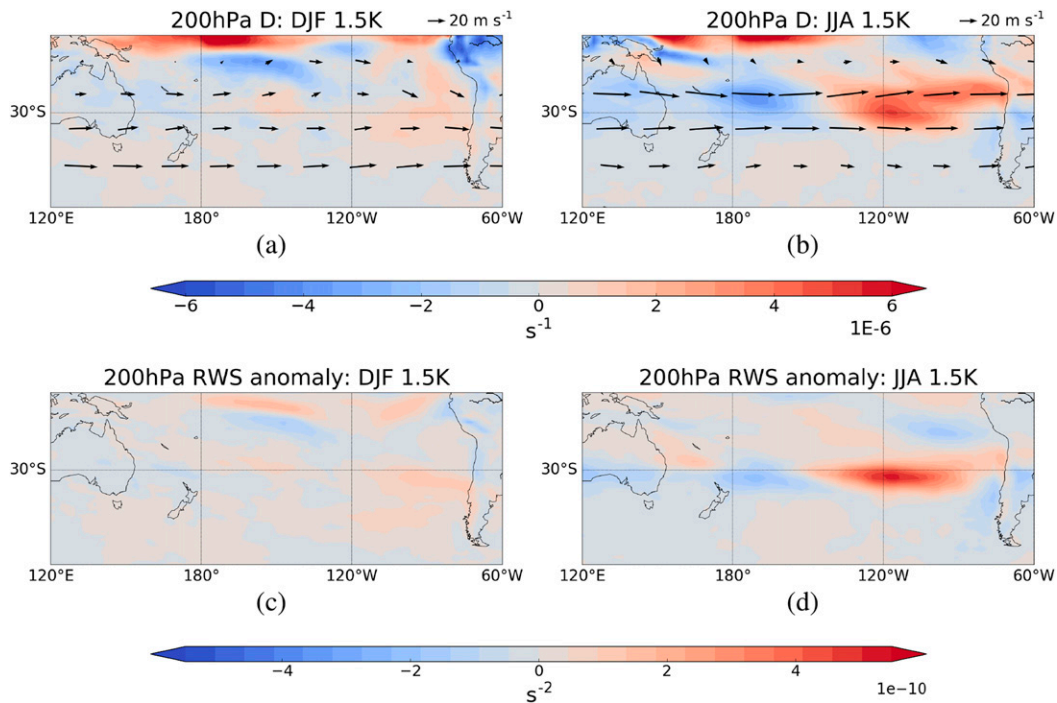 200hPa D: DJF 1.5K
20 m s⁻¹
200hPa D: JJA 1.5K
20 m s⁻¹
30°S
30°S
120°E 180° 120°W 60°W
120°E 180° 120°W 60°W
(a)
(b)
−6 −4 −2 0 2 4 6
s⁻¹
1E-6
200hPa RWS anomaly: DJF 1.5K
200hPa RWS anomaly: JJA 1.5K
30°S
30°S
120°E 180° 120°W 60°W
120°E 180° 120°W 60°W
(c)
(d)
−4 −2 0 2 4
s⁻²
1e−10